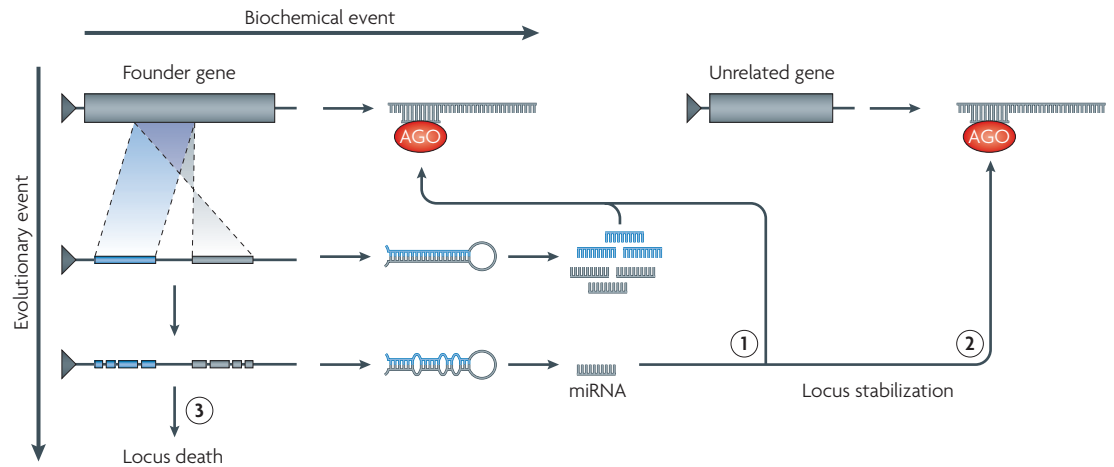 Biochemical event
Founder gene
Unrelated gene
AGO
AGO
Evolutionary event
1
2
miRNA
Locus stabilization
3
Locus death